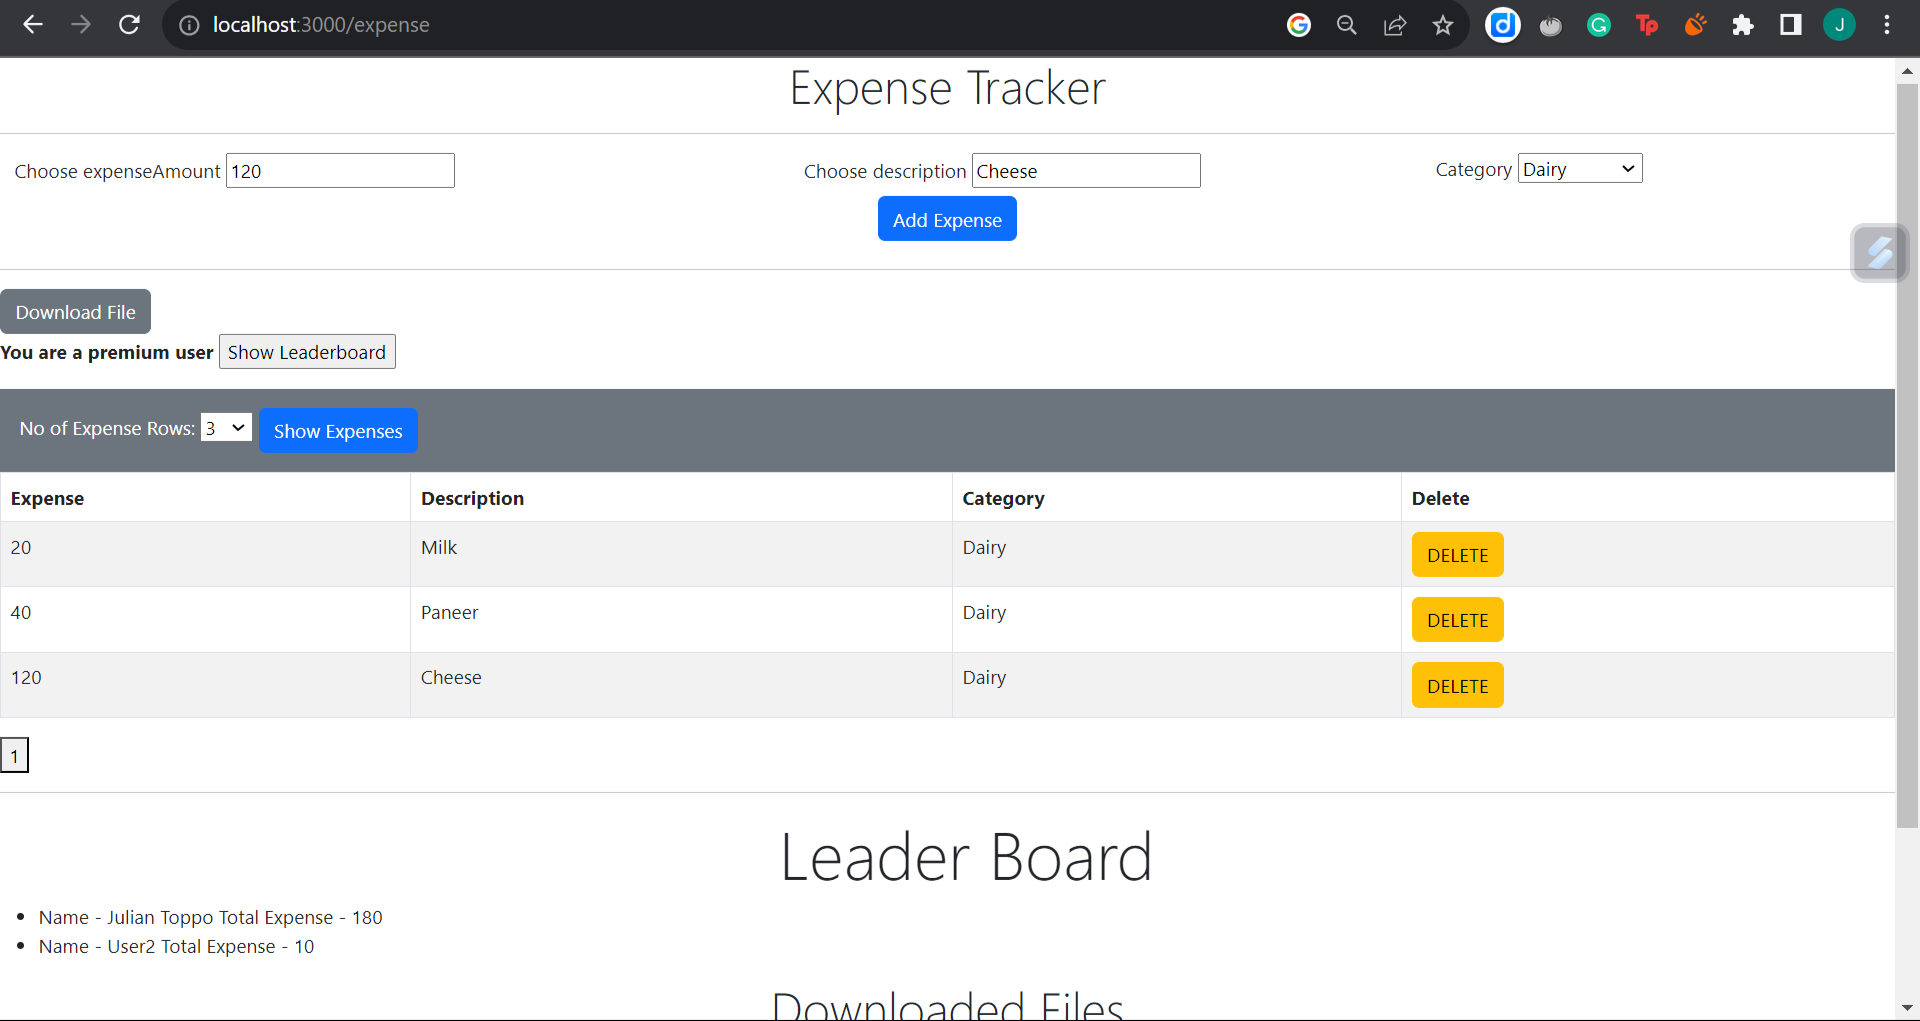 localhost:3000/expense
J
Expense Tracker
Choose expenseAmount 120 Choose description Cheese Category Dairy
Add Expense
Download File
You are a premium user Show Leaderboard
No of Expense Rows: 3 Show Expenses
Expense Description Category Delete
20 Milk Dairy DELETE
40 Paneer Dairy DELETE
120 Cheese Dairy DELETE
1
Leader Board
Name - Julian Toppo Total Expense - 180
Name - User2 Total Expense - 10
Downloaded Files